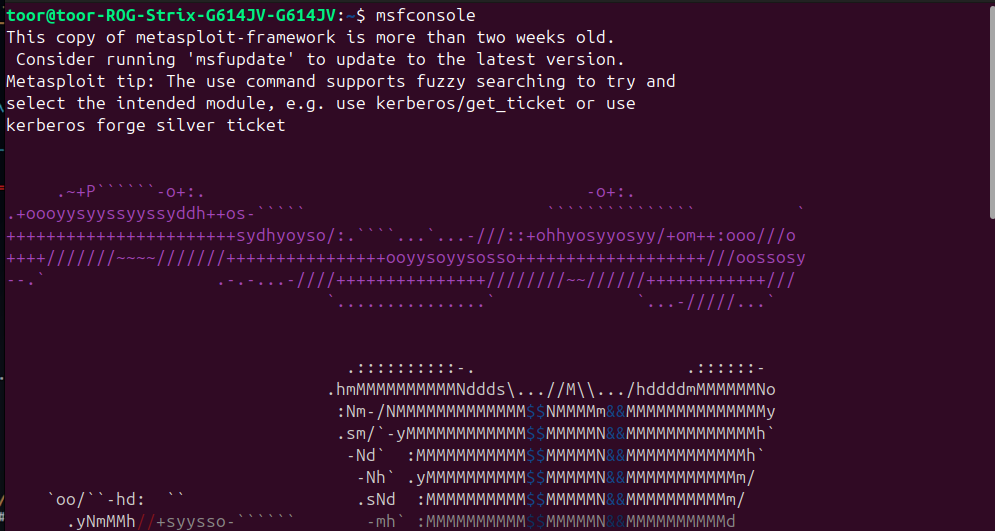 toor@toor-ROG-Strix-G614JV-G614JV:~$ msfconsole
This copy of metasploit-framework is more than two weeks old.
 Consider running 'msfupdate' to update to the latest version.
Metasploit tip: The use command supports fuzzy searching to try and
select the intended module, e.g. use kerberos/get_ticket or use
kerberos forge silver ticket


     .~+P``````-o+:.                                      -o+:.
.+oooyysyyssyyssyddh++os-`````                        ```````````````          `
+++++++++++++++++++++++sydhyoyso/:.````...`...-///::+ohhyosyyosyy/+om++:ooo///o
++++///////~~~~///////++++++++++++++++ooyysoyysosso+++++++++++++++++++///oossosy
--.`                 .-.-...-////+++++++++++++++////////~~//////++++++++++++///
                                `...............`              `...-/////...`


                                  .::::::::::-.                     .::::::-
                                .hmMMMMMMMMMMNddds\...//M\\.../hddddmMMMMMMNo
                                 :Nm-/NMMMMMMMMMMMMM$$NMMMMm&&MMMMMMMMMMMMMMy
                                 .sm/`-yMMMMMMMMMMMM$$MMMMMN&&MMMMMMMMMMMMMh`
                                  -Nd`  :MMMMMMMMMMM$$MMMMMN&&MMMMMMMMMMMMh`
                                   -Nh` .yMMMMMMMMMM$$MMMMMN&&MMMMMMMMMMMm/
    `oo/``-hd:  ``                 .sNd  :MMMMMMMMMM$$MMMMMN&&MMMMMMMMMMm/
      .yNmMMh//+syysso-``````       -mh` :MMMMMMMMMM$$MMMMMN&&MMMMMMMMMMd